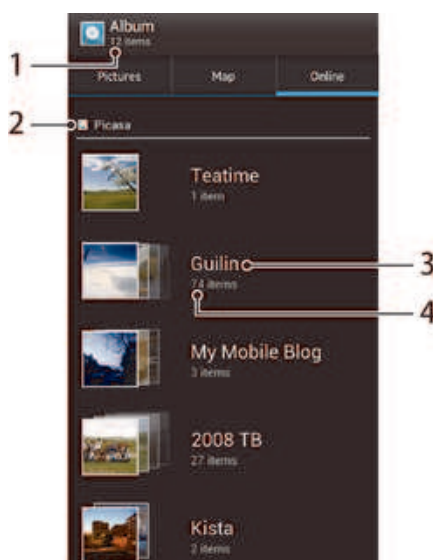 Album
12 items
1
Pictures Map Online
2
Picasa
Teatime
1 item
Guilin
3
74 items
4
My Mobile Blog
3 items
2008 TB
27 items
Kista
2 items